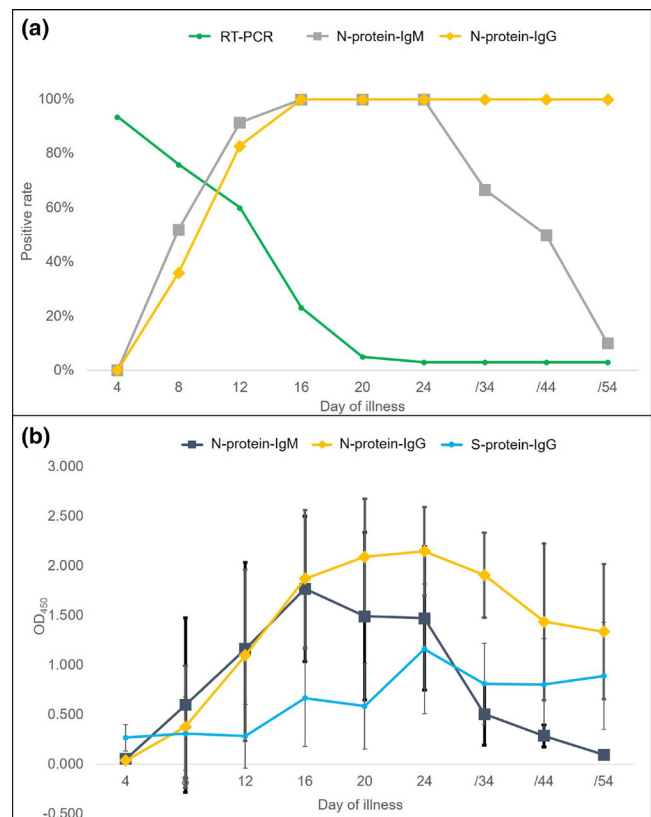 (a)
RT-PCR N-protein-IgM N-protein-IgG
100%
80%
60%
40%
20%
0%
Positive rate
4 8 12 16 20 24 /34 /44 /54
Day of illness
(b)
N-protein-IgM N-protein-IgG S-protein-IgG
3.000
2.500
2.000
1.500
1.000
0.500
0.000
-0.500
OD450
4 8 12 16 20 24 /34 /44 /54
Day of illness